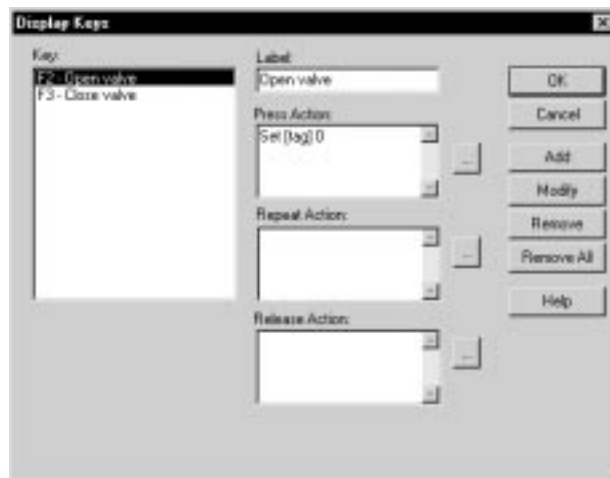 Display Keys
Key:
F2 - Open valve
F3 - Close valve
Label:
Open valve
Press Action:
Set [tag] 0
...
Repeat Action:
...
Release Action:
...
OK
Cancel
Add
Modify
Remove
Remove All
Help